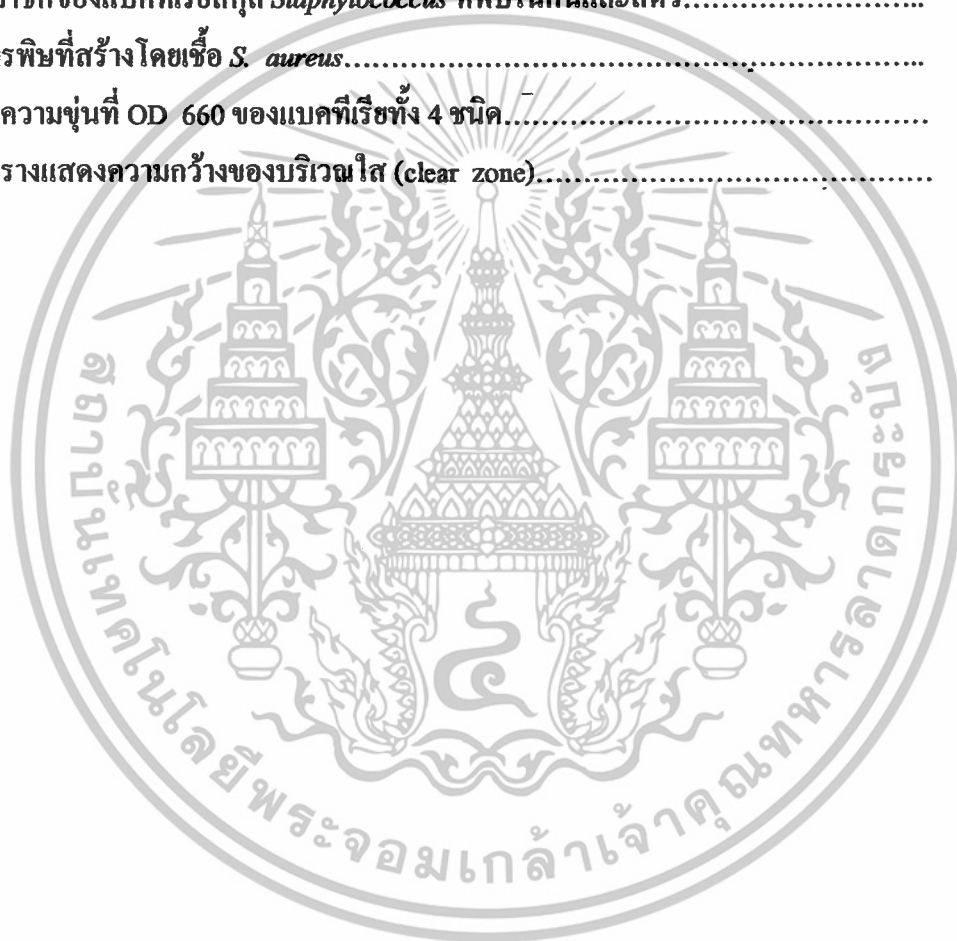 ของแบคทีเรียสกุล Staphylococcus ที่พบในคนและสัตว์........................
รพิษที่สร้างโดยเชื้อ S. aureus........................................................
ความขุ่นที่ OD 660 ของแบคทีเรียทั้ง 4 ชนิด..........................................
รางแสดงความกว้างของบริเวณใส (clear zone).......................................
สถาบันเทคโนโลยีพระจอมเกล้าเจ้าคุณทหารลาดกระบัง